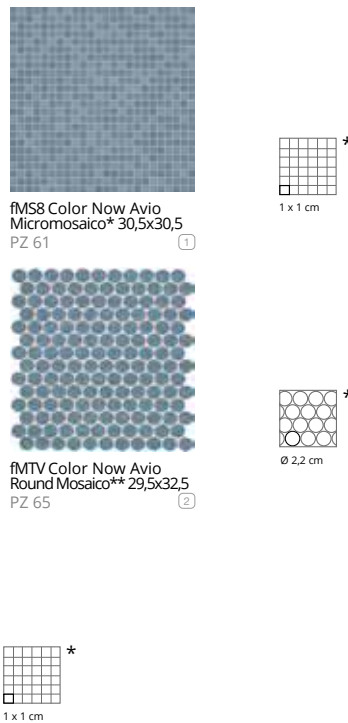 fMS8 Color Now Avio
Micromosaico* 30,5x30,5
PZ 61
1
*
1 x 1 cm
fMTV Color Now Avio
Round Mosaico** 29,5x32,5
PZ 65
2
*
Ø 2,2 cm
*
1 x 1 cm